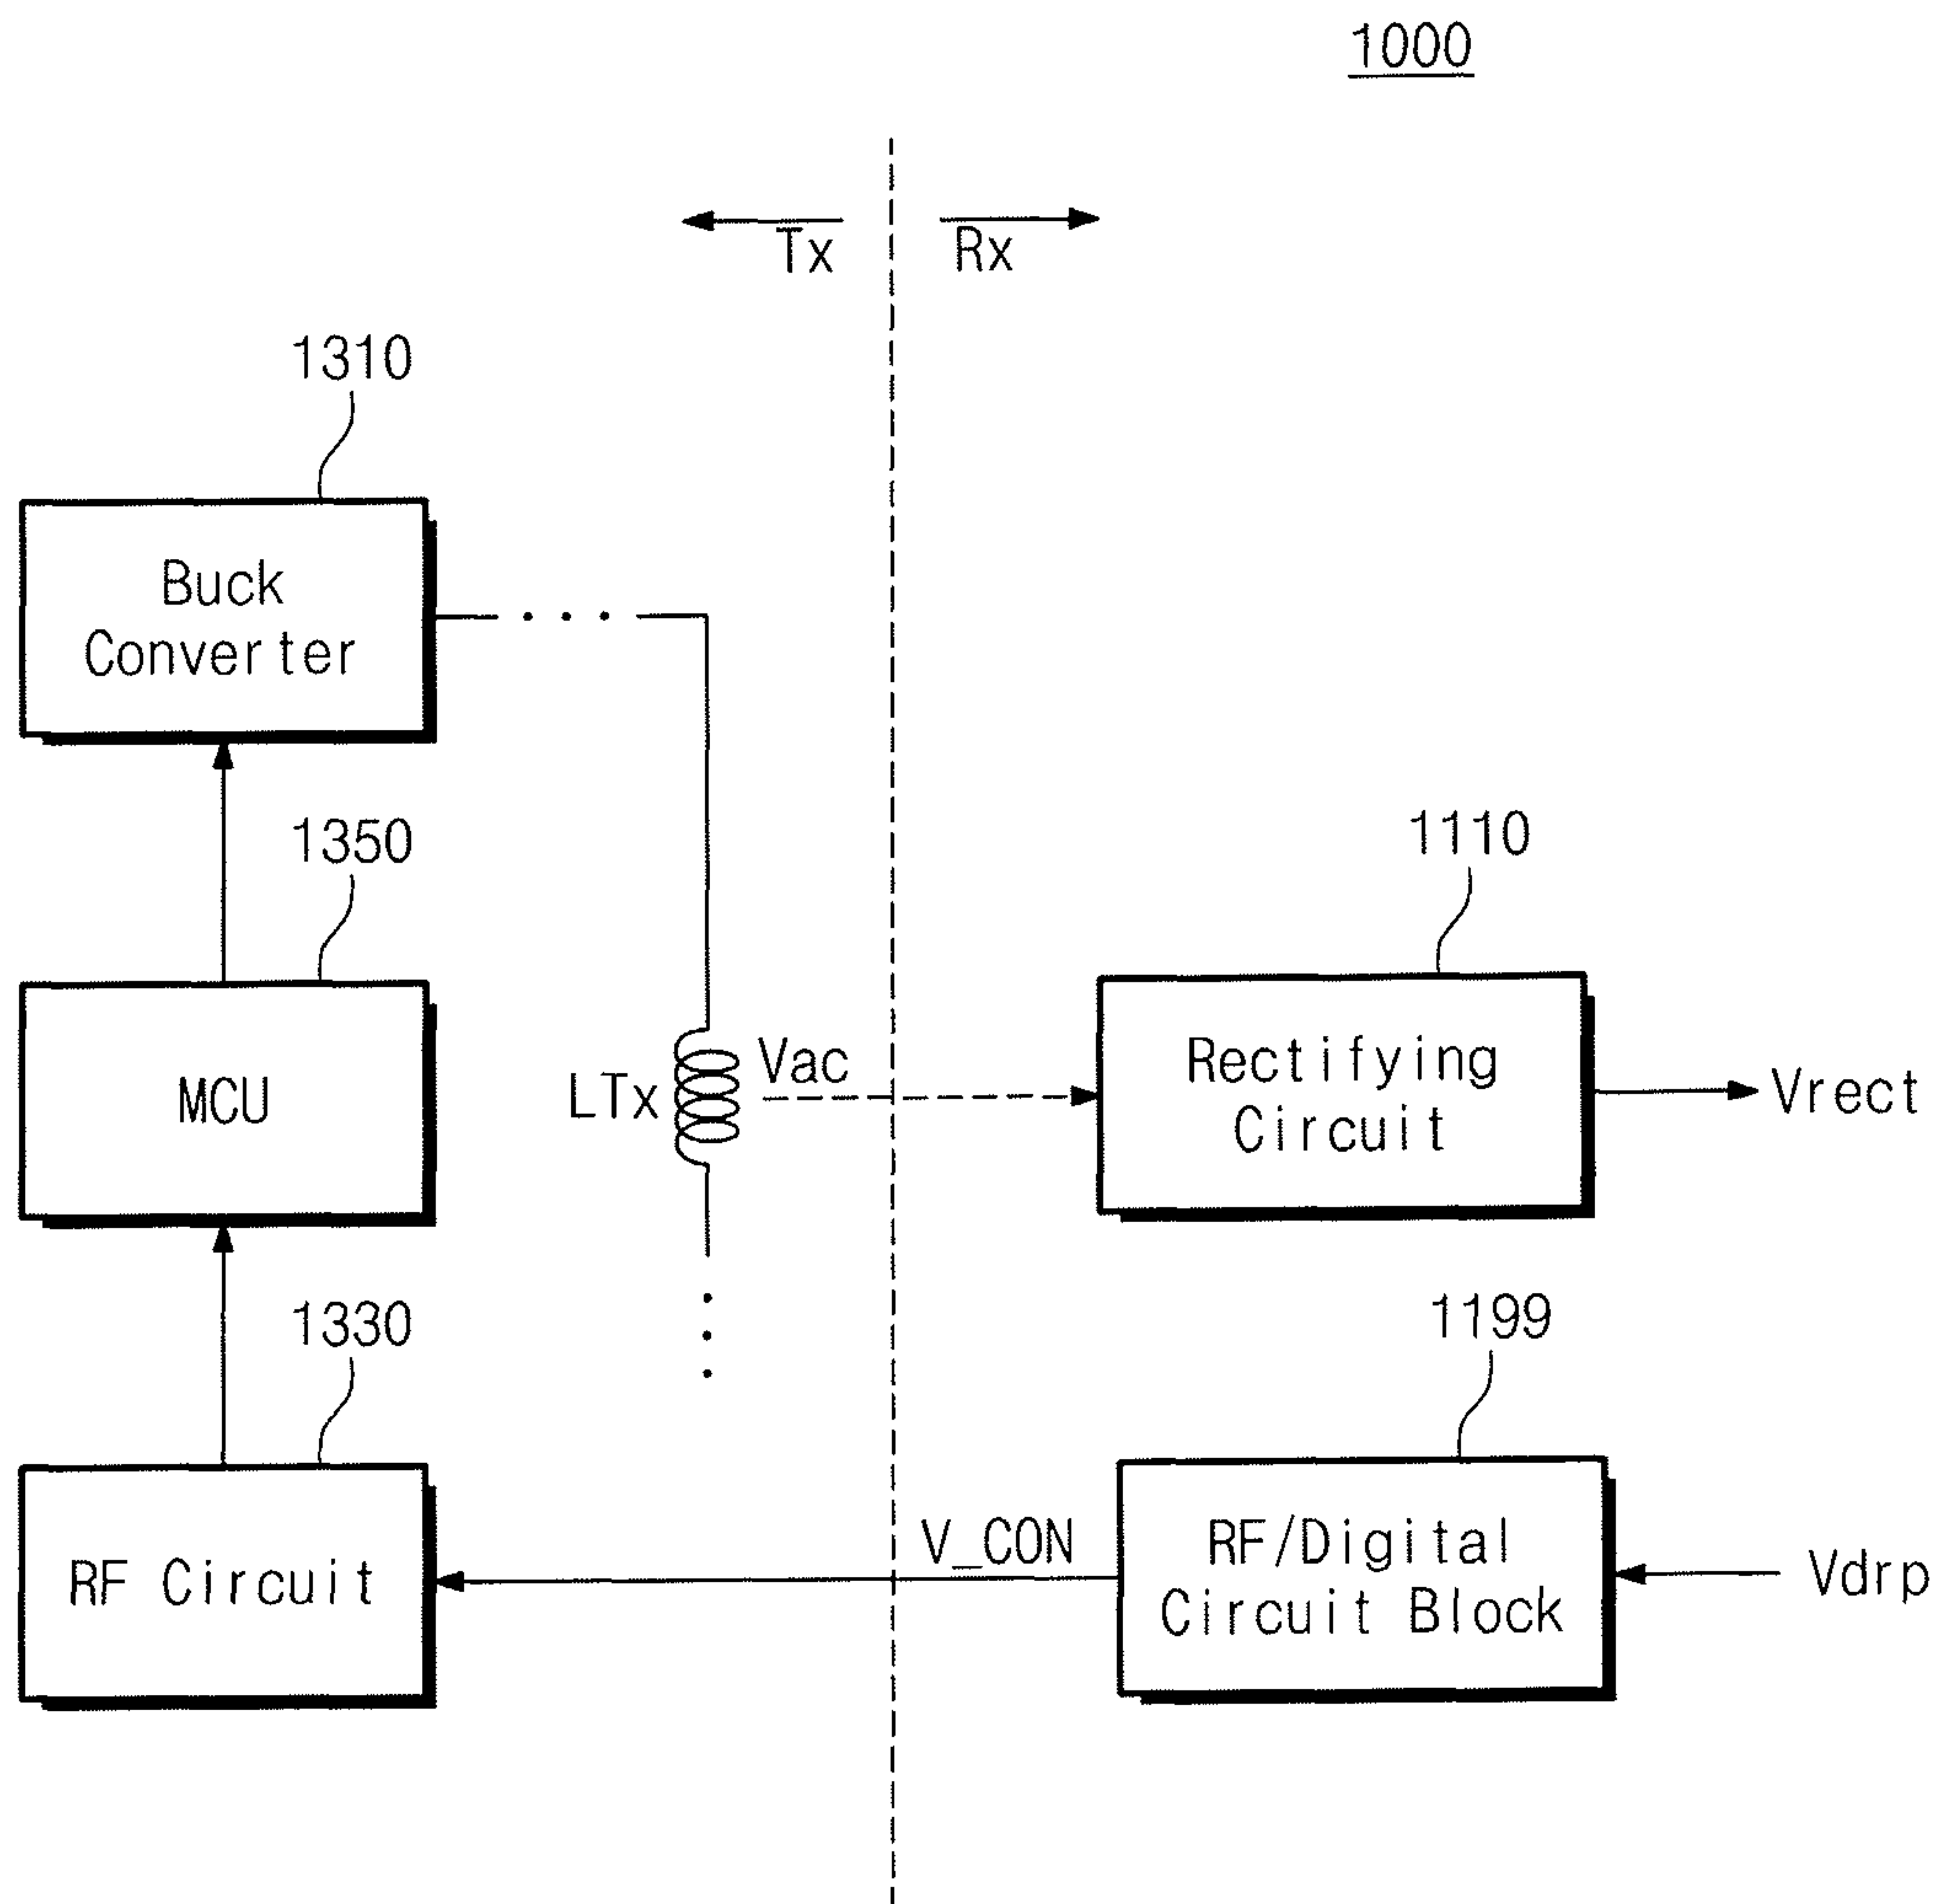 1000
Tx
Rx
1310
Buck
Converter
1350
MCU
LTx
Vac
1110
Rectifying
Circuit
Vrect
1330
RF Circuit
V_CON
1199
RF/Digital
Circuit Block
Vdrp